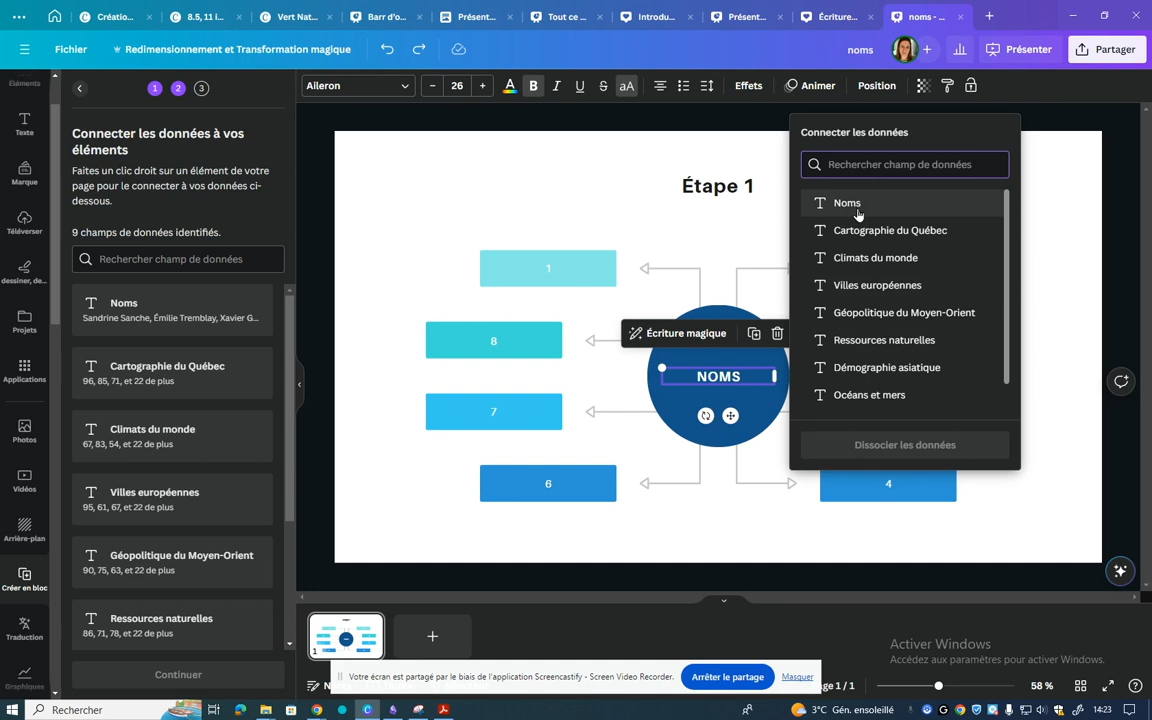 Créatio...
8.5, 11 i...
Vert Nat...
Barr d'o...
Présent...
Tout ce ...
Introdu...
Présent...
Écriture...
noms - ...
Fichier
Redimensionnement et Transformation magique
noms
Présenter
Partager
Éléments
Texte
Marque
Téléverser
dessiner, de...
Projets
Applications
Photos
Vidéos
Arrière-plan
Créer en bloc
Traduction
Graphiques
1 2 3
Connecter les données à vos
éléments
Faites un clic droit sur un élément de votre
page pour le connecter à vos données ci-
dessous.
9 champs de données identifiés.
Rechercher champ de données
Noms
Sandrine Sanche, Émilie Tremblay, Xavier G...
Cartographie du Québec
96, 85, 71, et 22 de plus
Climats du monde
67, 83, 54, et 22 de plus
Villes européennes
95, 61, 67, et 22 de plus
Géopolitique du Moyen-Orient
90, 75, 63, et 22 de plus
Ressources naturelles
86, 71, 78, et 22 de plus
Continuer
Aileron
− 26 +
A B I U S aA
Effets
Animer
Position
Étape 1
1
8
7
6
4
NOMS
Écriture magique
Connecter les données
Rechercher champ de données
Noms
Cartographie du Québec
Climats du monde
Villes européennes
Géopolitique du Moyen-Orient
Ressources naturelles
Démographie asiatique
Océans et mers
Dissocier les données
1
Activer Windows
Accédez aux paramètres pour activer Windows.
Votre écran est partagé par le biais de l'application Screencastify - Screen Video Recorder.
Arrêter le partage
Masquer
ge 1 / 1
58 %
Rechercher
3°C Gén. ensoleillé
14:23